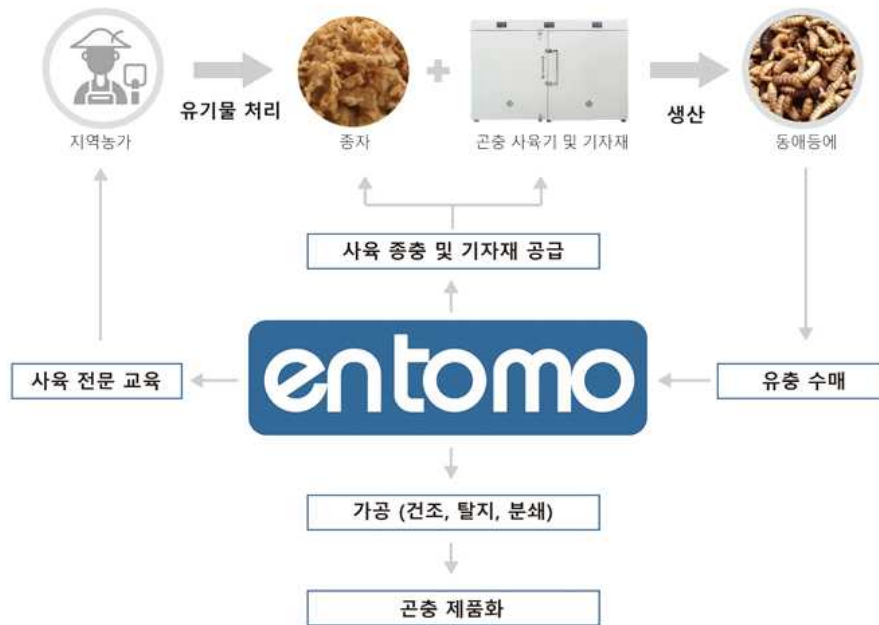 유기물 처리
생산
지역농가
종자
곤충 사육기 및 기자재
동애등에
사육 종충 및 기자재 공급
사육 전문 교육
entomo
유충 수매
가공 (건조, 탈지, 분쇄)
곤충 제품화